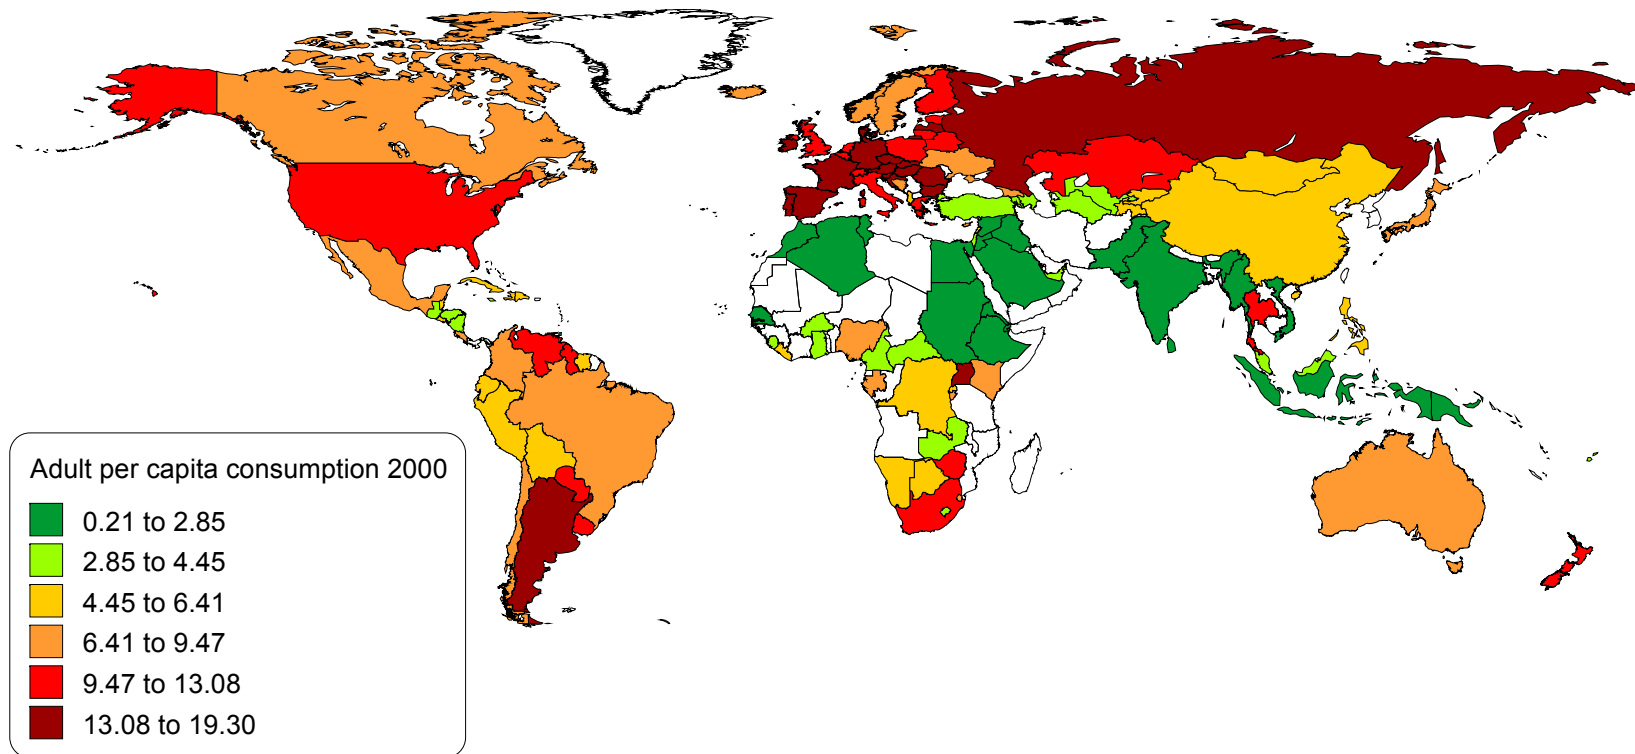 Adult per capita consumption 2000
0.21 to 2.85
2.85 to 4.45
4.45 to 6.41
6.41 to 9.47
9.47 to 13.08
13.08 to 19.30